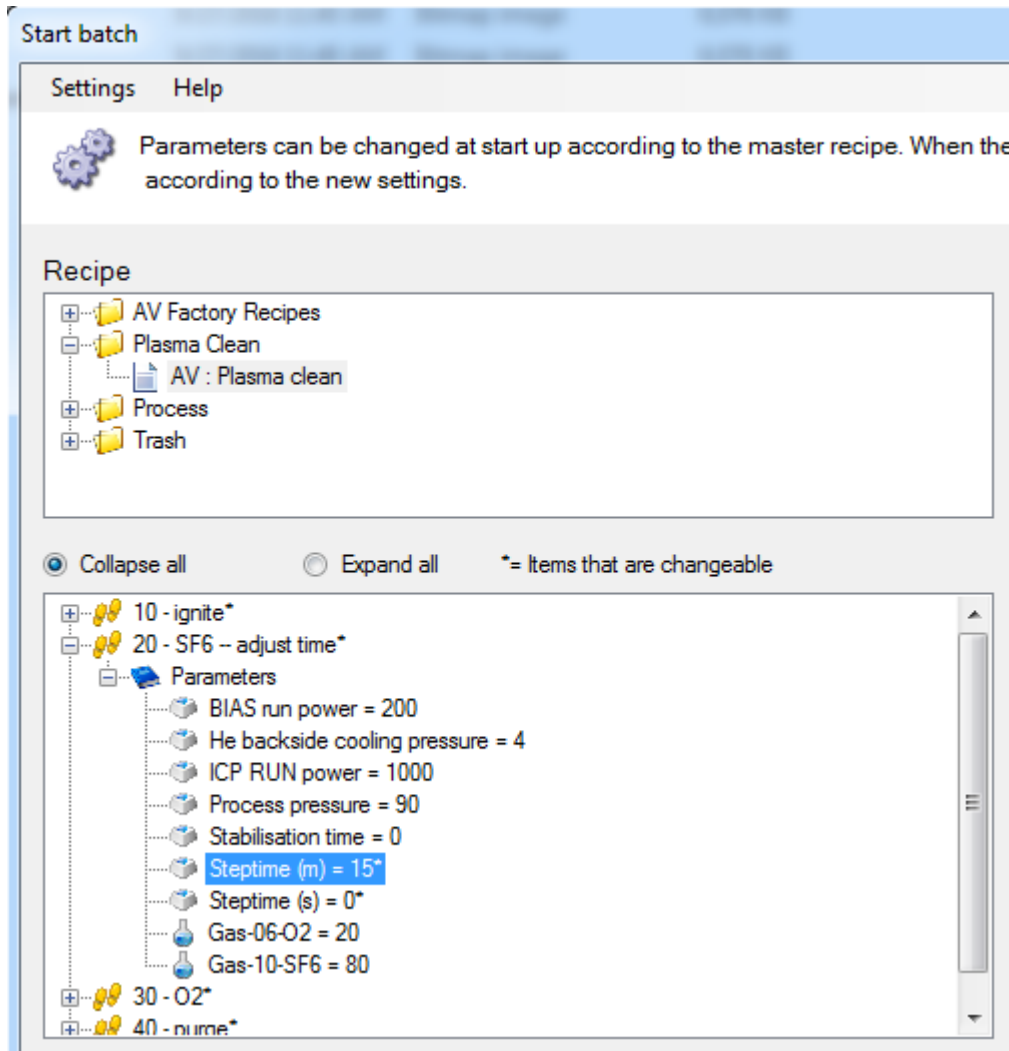 Start batch
Settings Help
Parameters can be changed at start up according to the master recipe. When the
according to the new settings.
Recipe
AV Factory Recipes
Plasma Clean
AV : Plasma clean
Process
Trash
Collapse all Expand all *= Items that are changeable
10 - ignite*
20 - SF6 -- adjust time*
Parameters
BIAS run power = 200
He backside cooling pressure = 4
ICP RUN power = 1000
Process pressure = 90
Stabilisation time = 0
Steptime (m) = 15*
Steptime (s) = 0*
Gas-06-O2 = 20
Gas-10-SF6 = 80
30 - O2*
40 - purge*